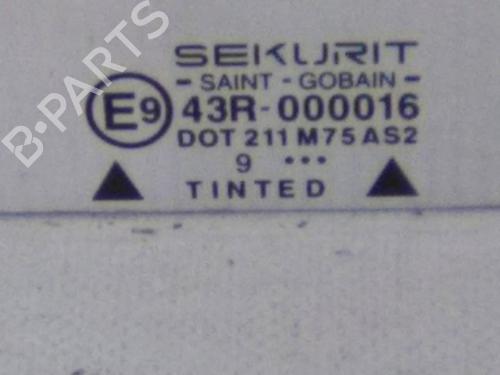 SEKURIT
- SAINT - GOBAIN -
E9 43R-000016
DOT 211 M75 AS2
9 •••
TINTED
B-PARTS